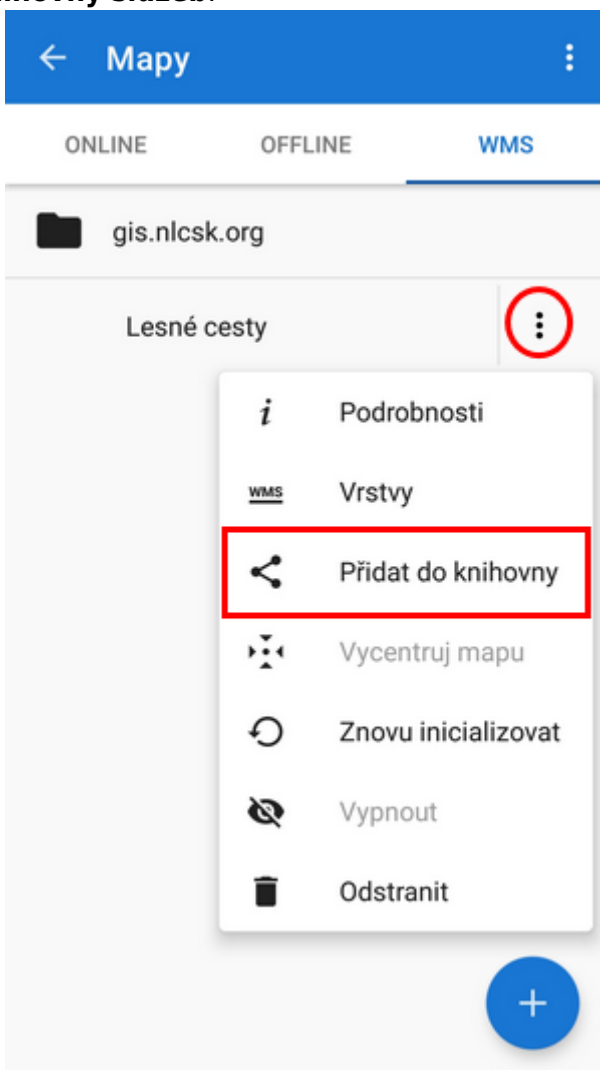 Mapy
ONLINE OFFLINE WMS
gis.nlcsk.org
Lesné cesty
i Podrobnosti
WMS Vrstvy
Přidat do knihovny
Vycentruj mapu
Znovu inicializovat
Vypnout
Odstranit